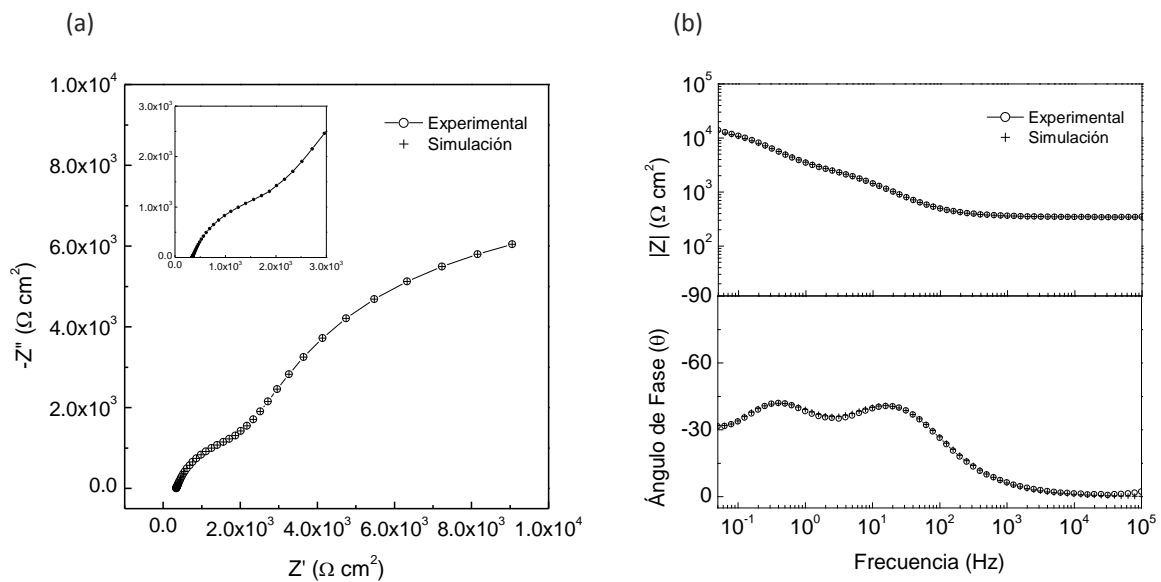 (a)
(b)
1.0x10⁴
8.0x10³
6.0x10³
4.0x10³
2.0x10³
0.0
-Z'' (Ω cm²)
0.0
2.0x10³
4.0x10³
6.0x10³
8.0x10³
1.0x10⁴
Z' (Ω cm²)
3.0x10³
2.0x10³
1.0x10³
0.0
0.0
1.0x10³
2.0x10³
3.0x10³
Experimental
Simulación
10⁵
10⁴
10³
10²
|Z| (Ω cm²)
Experimental
Simulación
-90
-60
-30
0
Ángulo de Fase (θ)
10⁻¹
10⁰
10¹
10²
10³
10⁴
10⁵
Frecuencia (Hz)